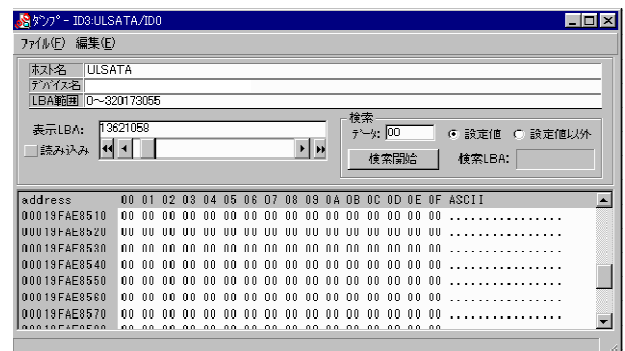 ﾀﾞﾝﾌﾟ - ID3:ULSATA/ID0
ﾌｧｲﾙ(F) 編集(E)
ﾎｽﾄ名 ULSATA
ﾃﾞﾊﾞｲｽ名
LBA範囲 0～320173055
表示LBA: 13621058
読み込み
検索
ﾃﾞｰﾀ: 00 設定値 設定値以外
検索開始 検索LBA:
address 00 01 02 03 04 05 06 07 08 09 0A 0B 0C 0D 0E 0F ASCII
00019FAE8510 00 00 00 00 00 00 00 00 00 00 00 00 00 00 00 00 ................
00019FAE8520 00 00 00 00 00 00 00 00 00 00 00 00 00 00 00 00 ................
00019FAE8530 00 00 00 00 00 00 00 00 00 00 00 00 00 00 00 00 ................
00019FAE8540 00 00 00 00 00 00 00 00 00 00 00 00 00 00 00 00 ................
00019FAE8550 00 00 00 00 00 00 00 00 00 00 00 00 00 00 00 00 ................
00019FAE8560 00 00 00 00 00 00 00 00 00 00 00 00 00 00 00 00 ................
00019FAE8570 00 00 00 00 00 00 00 00 00 00 00 00 00 00 00 00 ................